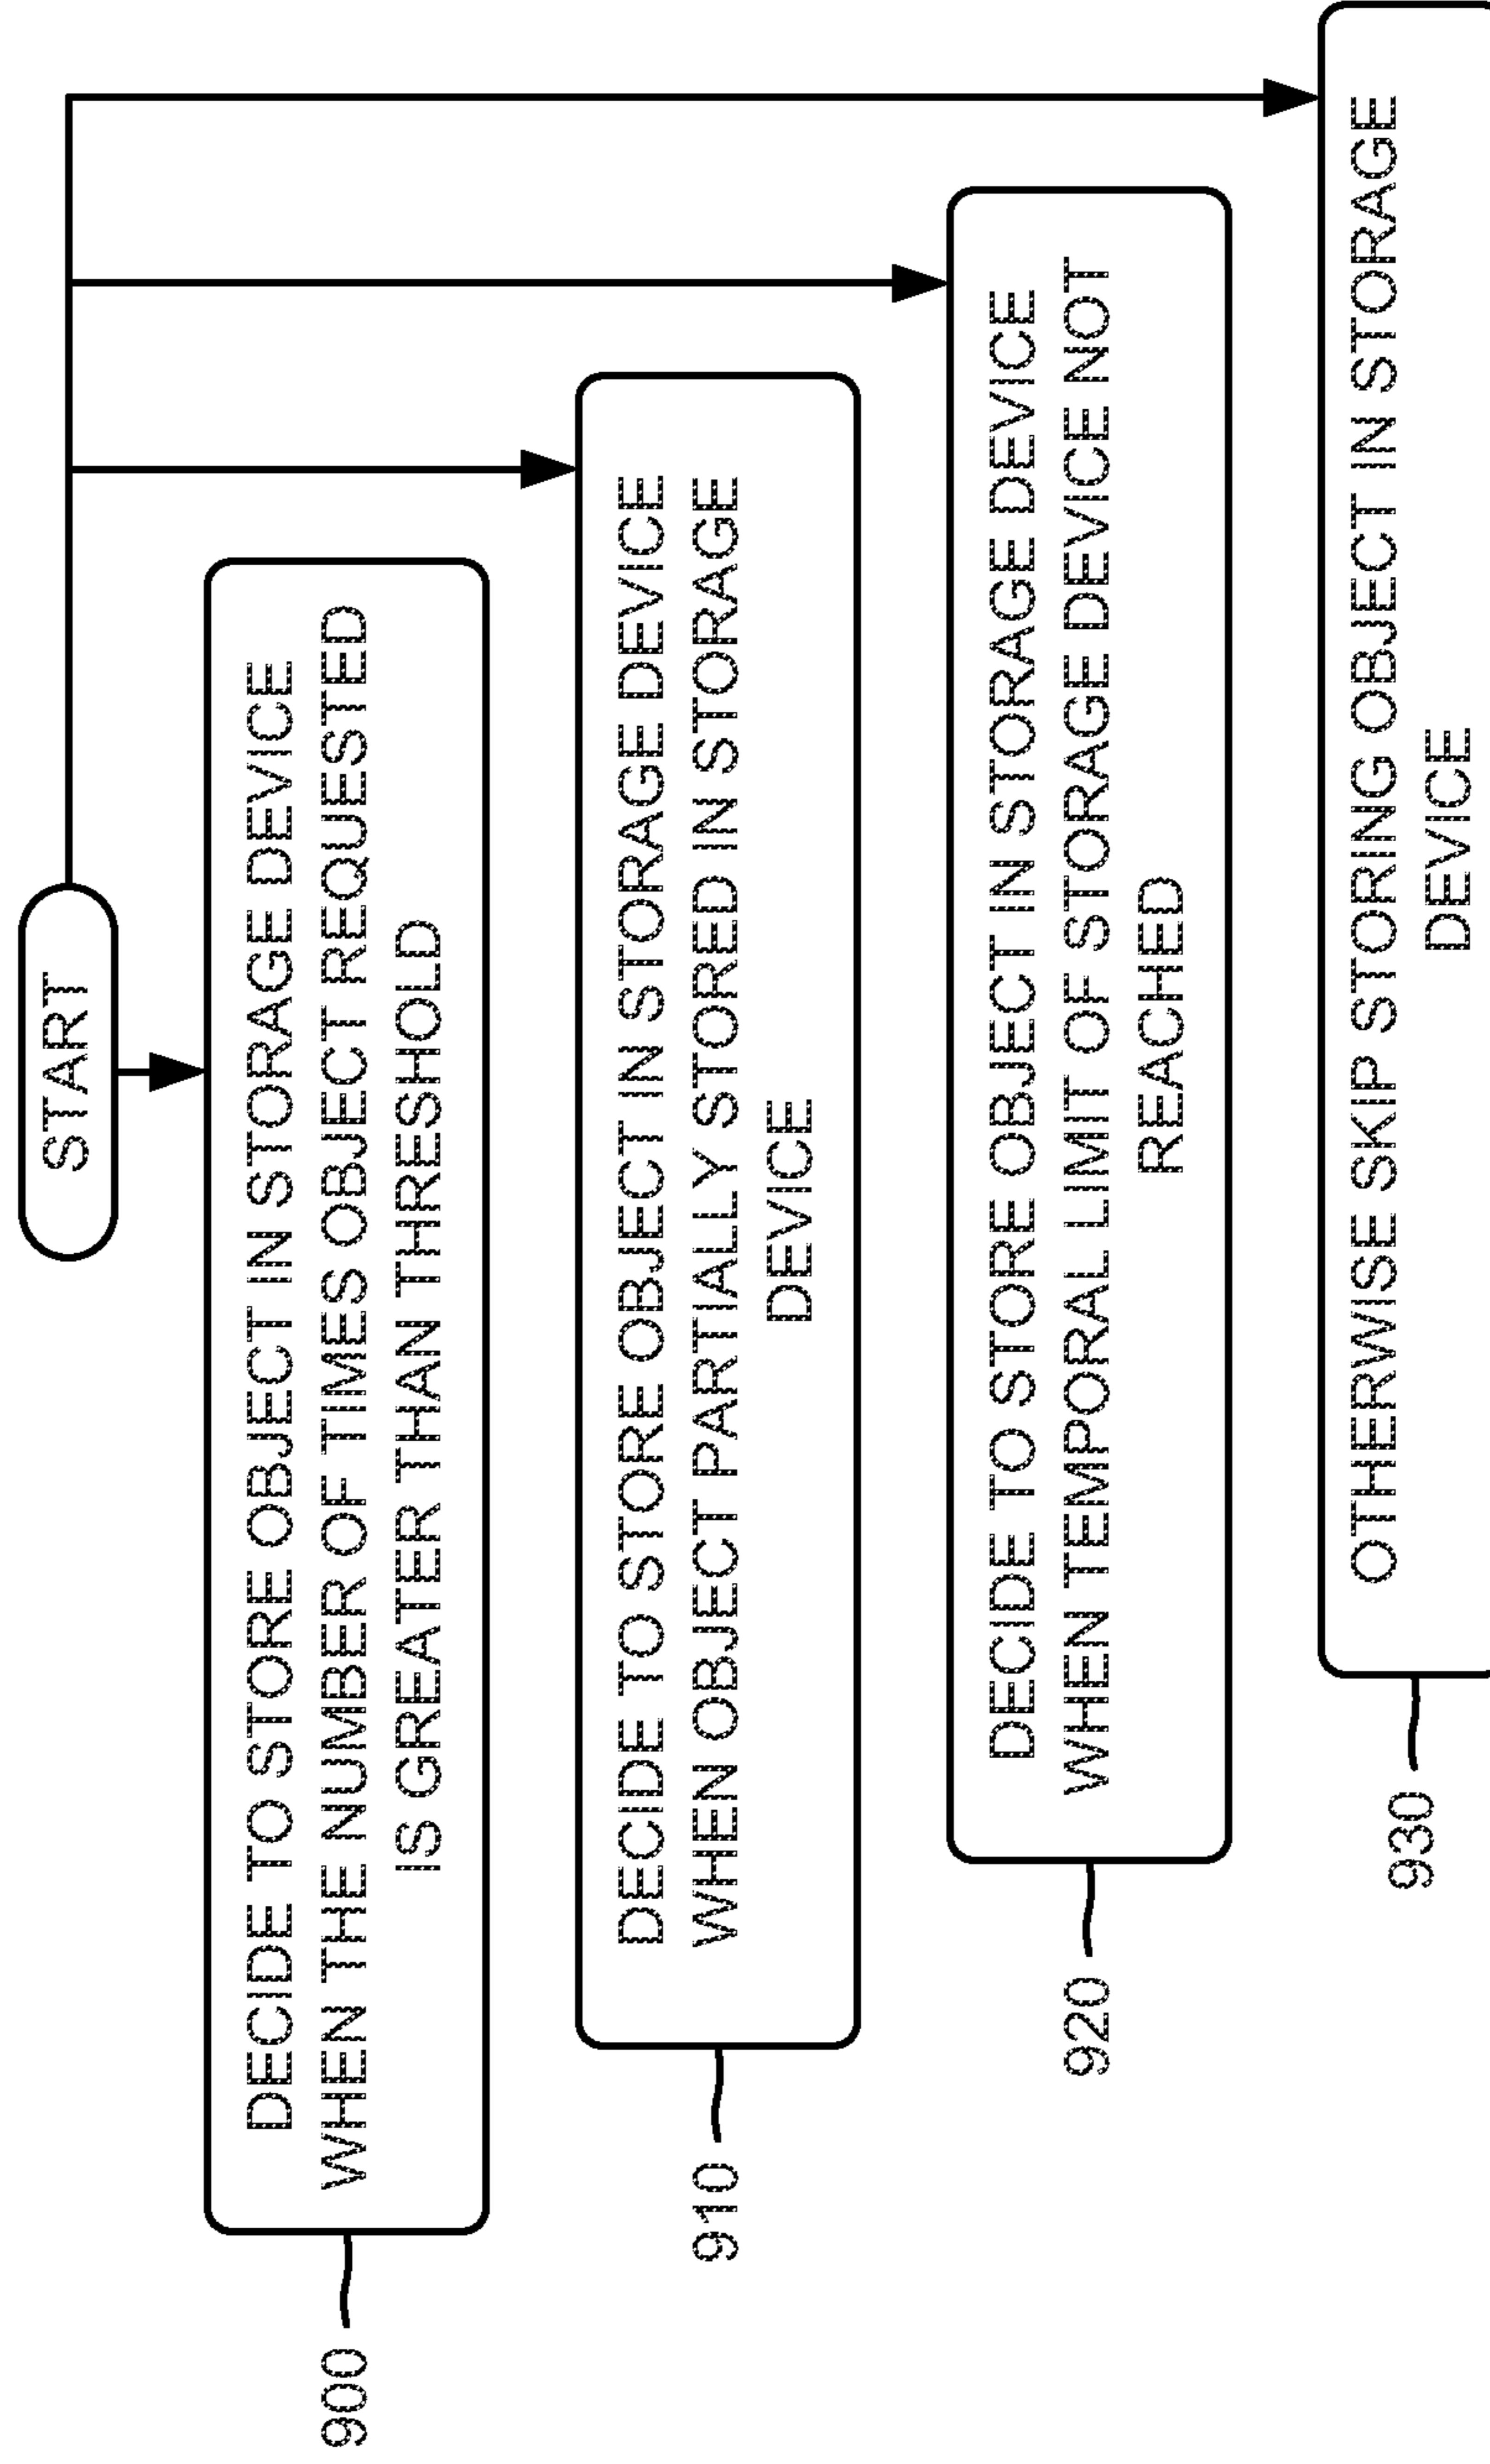 START
900
DECIDE TO STORE OBJECT IN STORAGE DEVICE
WHEN THE NUMBER OF TIMES OBJECT REQUESTED
IS GREATER THAN THRESHOLD
910
DECIDE TO STORE OBJECT IN STORAGE DEVICE
WHEN OBJECT PARTIALLY STORED IN STORAGE
DEVICE
920
DECIDE TO STORE OBJECT IN STORAGE DEVICE
WHEN TEMPORAL LIMIT OF STORAGE DEVICE NOT
REACHED
930
OTHERWISE SKIP STORING OBJECT IN STORAGE
DEVICE